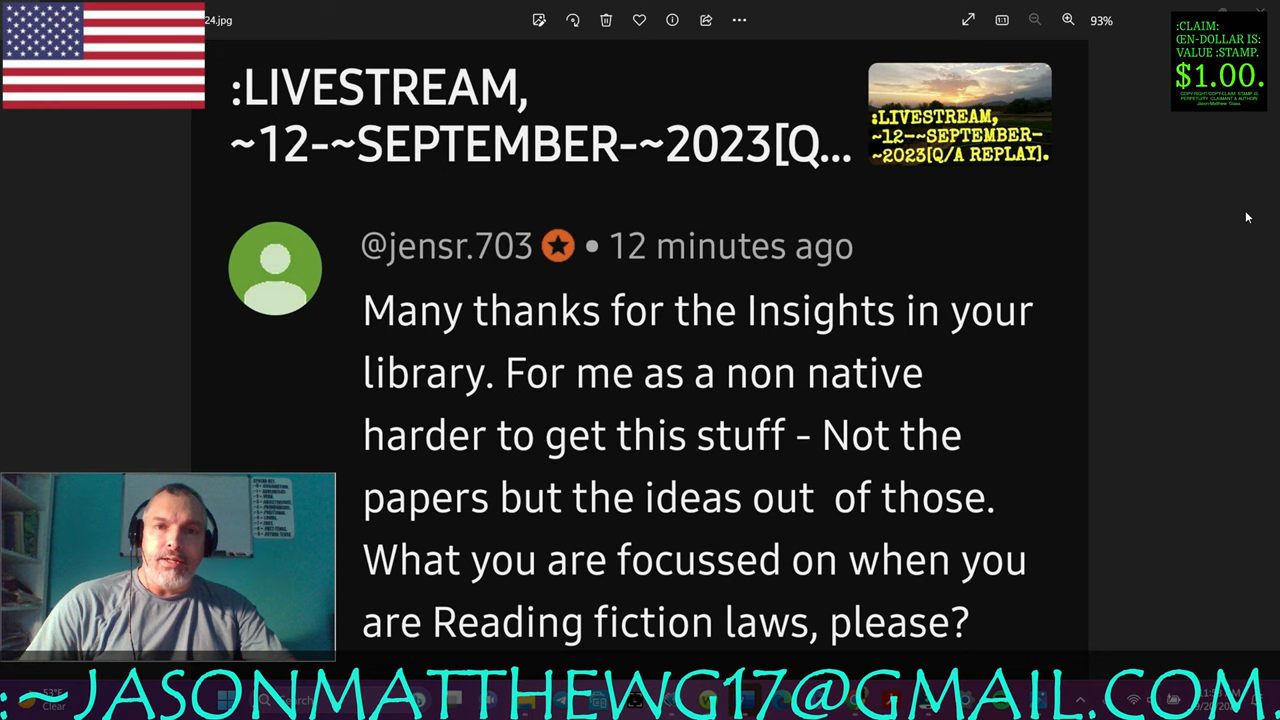 24.jpg
93%
:CLAIM:
ŒN-DOLLAR IS:
VALUE :STAMP.
$1.00.
:LIVESTREAM,
~12-~SEPTEMBER-~2023[Q...
:LIVESTREAM,
~12-~SEPTEMBER-
~2023[Q/A REPLAY].
@jensr.703 • 12 minutes ago
Many thanks for the Insights in your
library. For me as a non native
harder to get this stuff - Not the
papers but the ideas out of those.
What you are focussed on when you
are Reading fiction laws, please?
:~JASONMATTHEWG17@GMAIL.COM.
53°F
Clear
Search